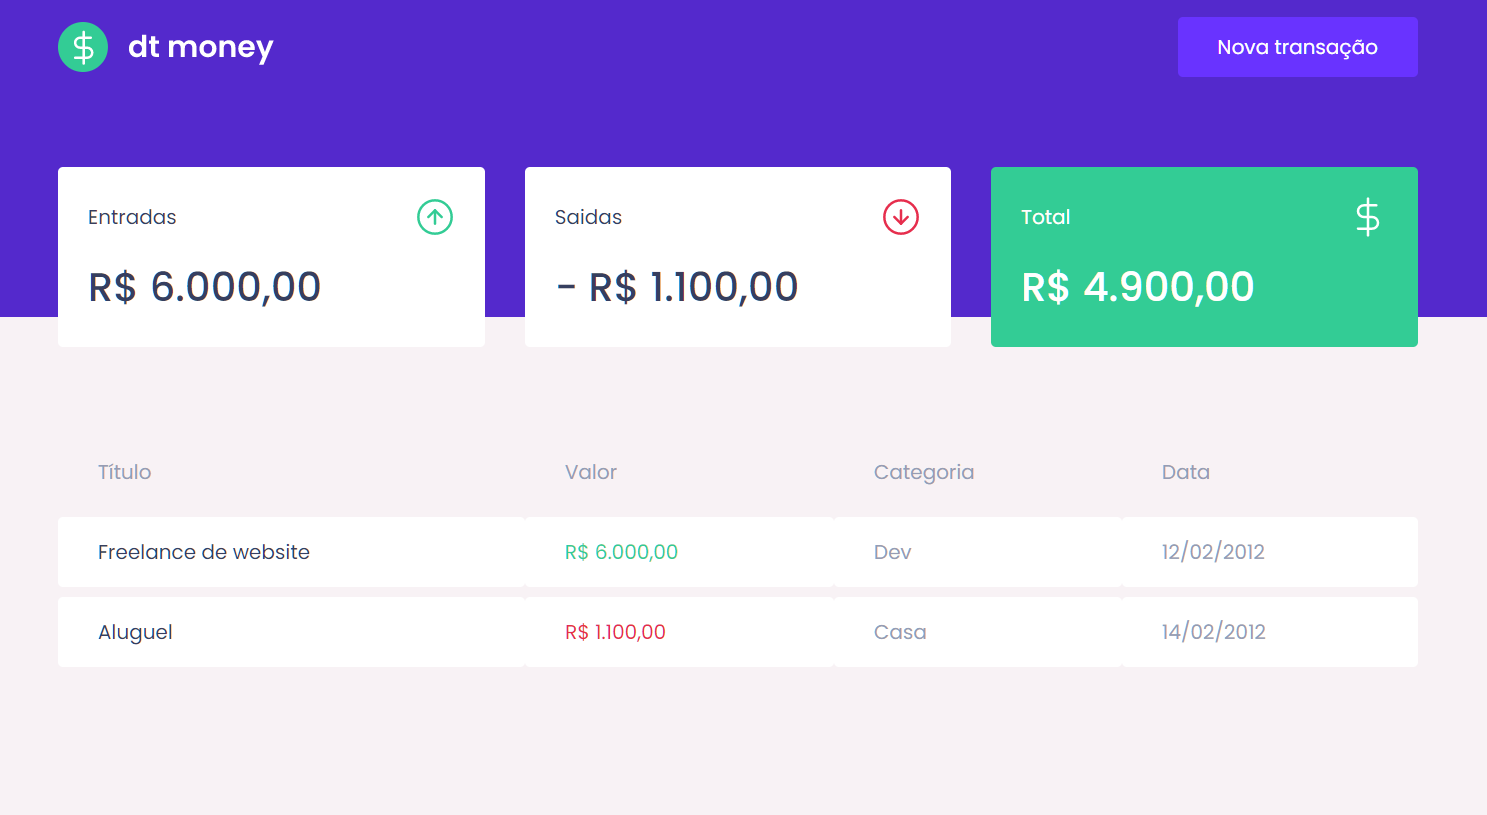 dt money
Nova transação
Entradas
R$ 6.000,00
Saidas
- R$ 1.100,00
Total
R$ 4.900,00
Título Valor Categoria Data
Freelance de website R$ 6.000,00 Dev 12/02/2012
Aluguel R$ 1.100,00 Casa 14/02/2012